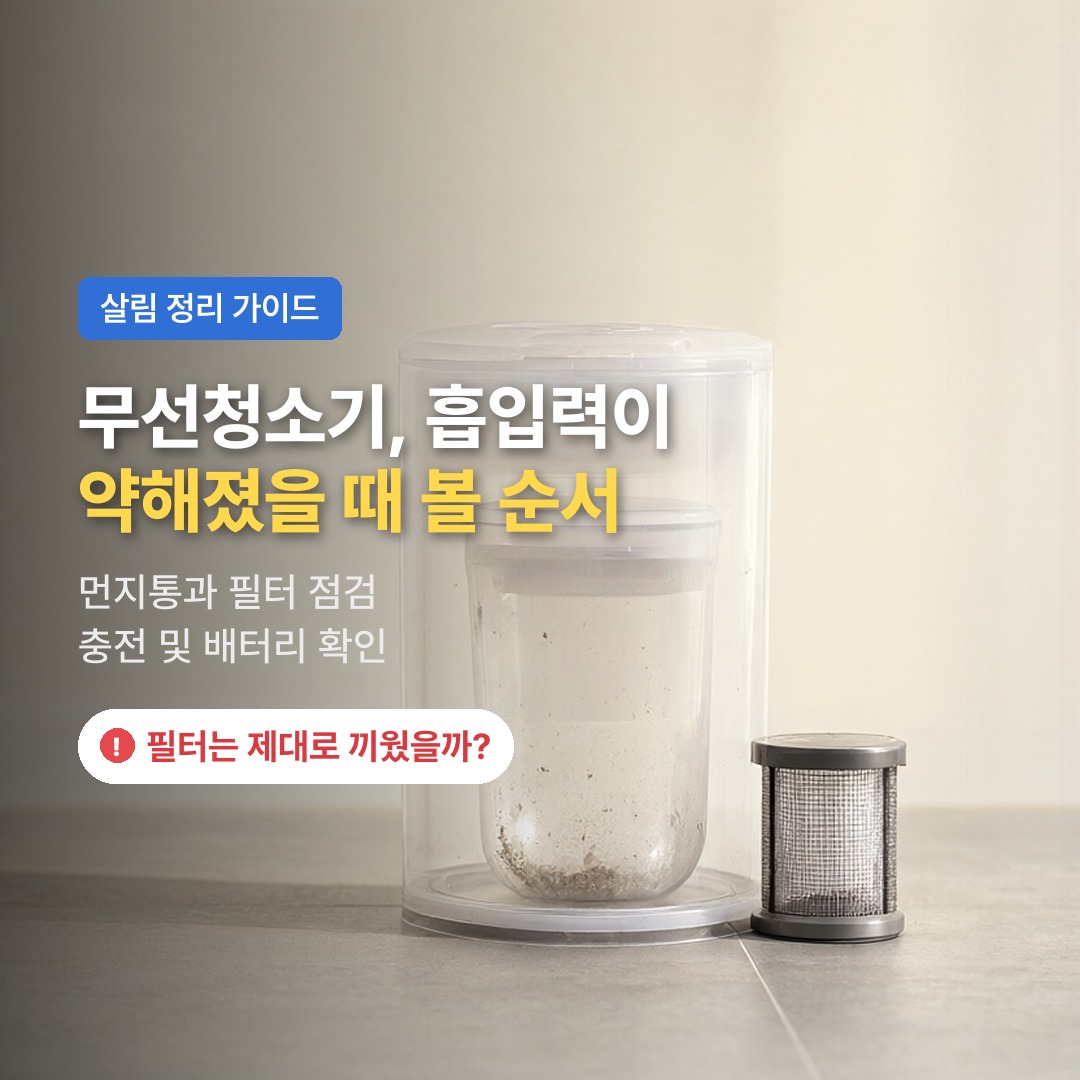 살림 정리 가이드
무선청소기, 흡입력이
약해졌을 때 볼 순서
먼지통과 필터 점검
충전 및 배터리 확인
! 필터는 제대로 끼웠을까?